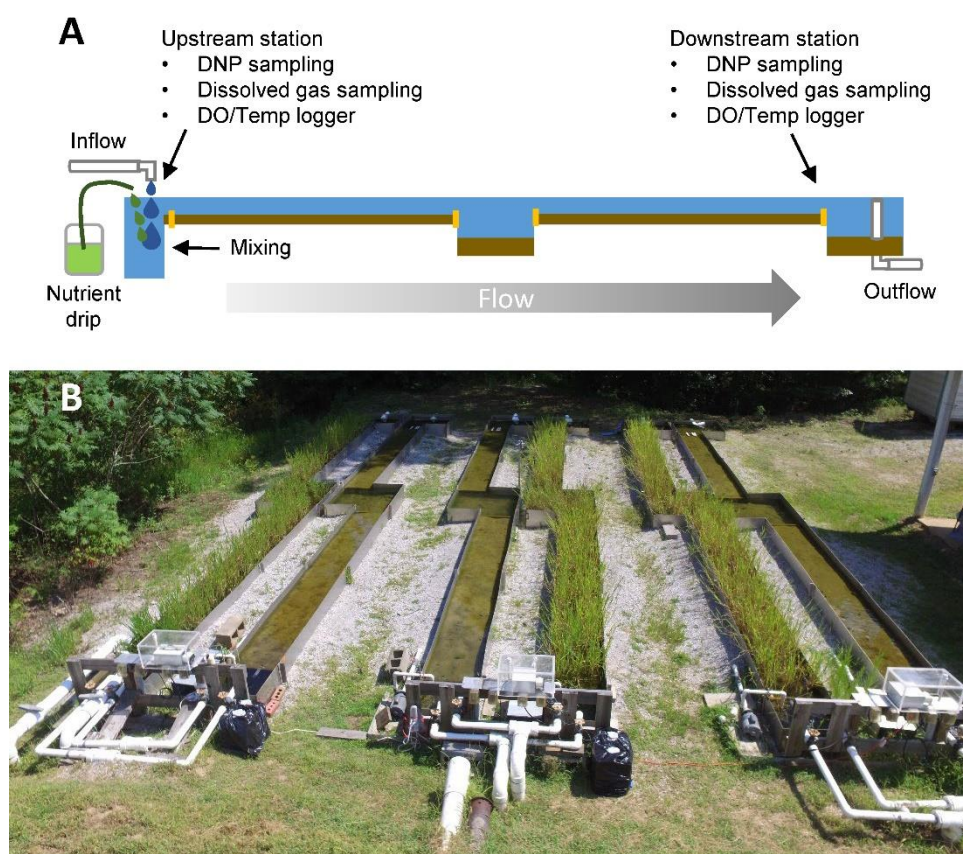 A
Upstream station
• DNP sampling
• Dissolved gas sampling
• DO/Temp logger
Downstream station
• DNP sampling
• Dissolved gas sampling
• DO/Temp logger
Inflow
Mixing
Nutrient
drip
Flow
Outflow
B